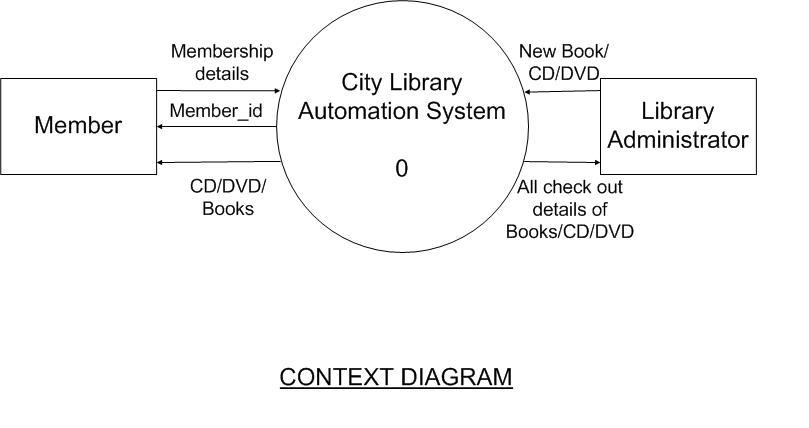 Membership
details
Member
Member_id
CD/DVD/
Books
City Library
Automation System
0
New Book/
CD/DVD
Library
Administrator
All check out
details of
Books/CD/DVD
CONTEXT DIAGRAM